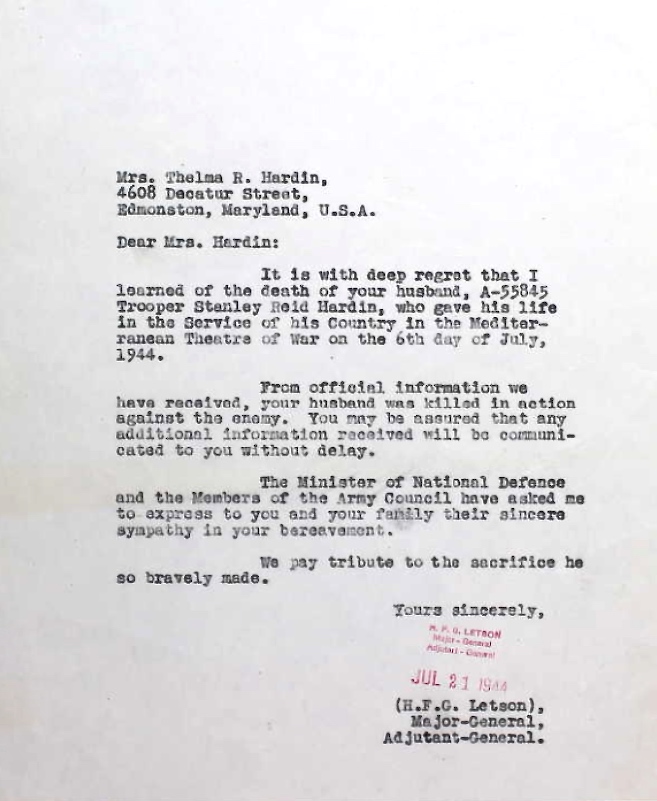 Mrs. Thelma R. Hardin,
4608 Decatur Street,
Edmonston, Maryland, U.S.A.
Dear Mrs. Hardin:
It is with deep regret that I
learned of the death of your husband, A-55845
Trooper Stanley Reid Hardin, who gave his life
in the Service of his Country in the Mediter-
ranean Theatre of War on the 6th day of July,
1944.
From official information we
have received, your husband was killed in action
against the enemy. You may be assured that any
additional information received will be communi-
cated to you without delay.
The Minister of National Defence
and the Members of the Army Council have asked me
to express to you and your family their sincere
sympathy in your bereavement.
We pay tribute to the sacrifice he
so bravely made.
Yours sincerely,
H. F. G. LETSON
Major - General
Adjutant - General
JUL 21 1944
(H.F.G. Letson),
Major-General,
Adjutant-General.